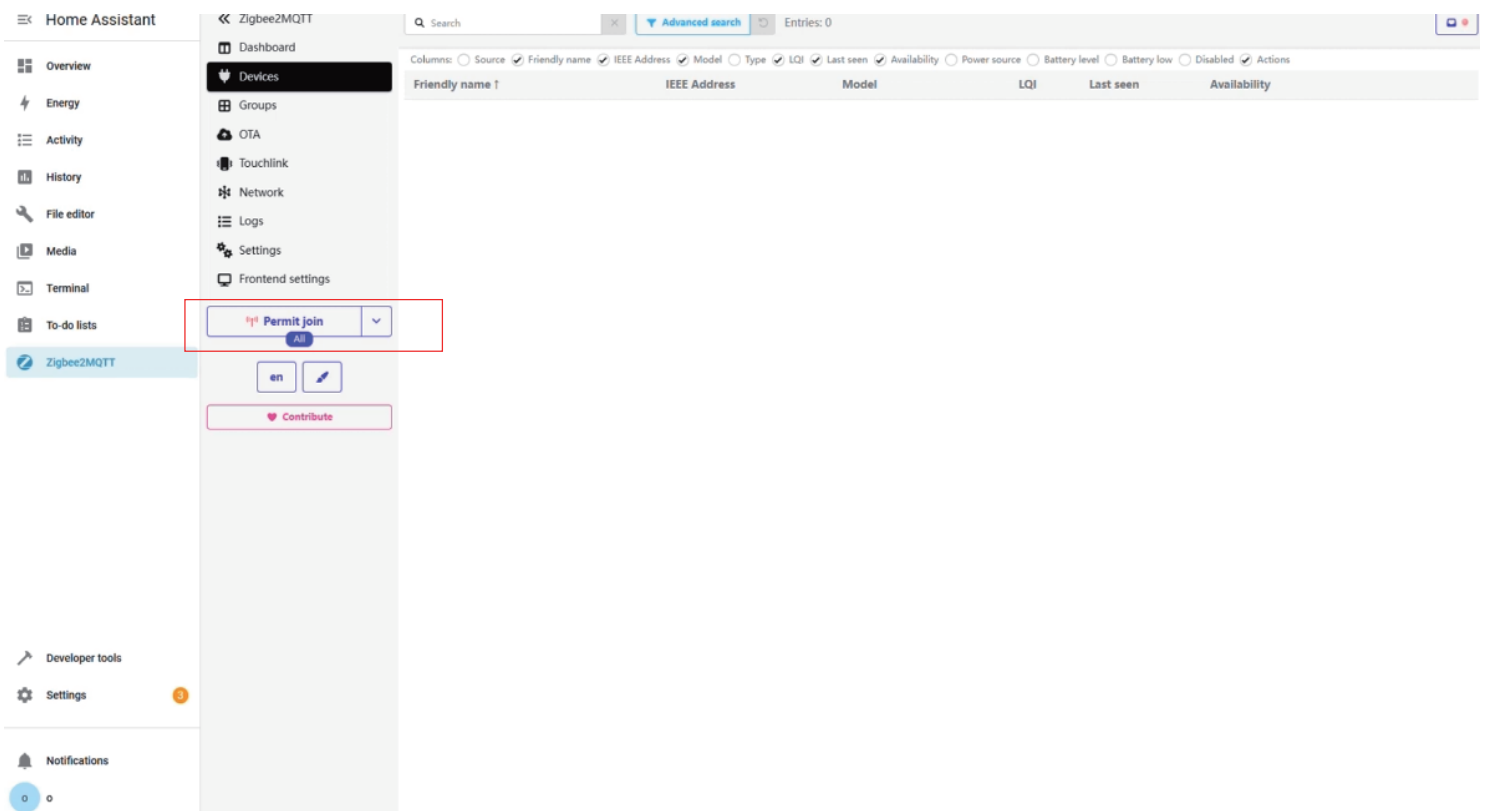 Home Assistant
Overview
Energy
Activity
History
File editor
Media
Terminal
To-do lists
Zigbee2MQTT
Developer tools
Settings 3
Notifications
o o
Zigbee2MQTT
Dashboard
Devices
Groups
OTA
Touchlink
Network
Logs
Settings
Frontend settings
Permit join
All
en
Contribute
Search Advanced search Entries: 0
Columns: Source Friendly name IEEE Address Model Type LQI Last seen Availability Power source Battery level Battery low Disabled Actions
Friendly name ↑ IEEE Address Model LQI Last seen Availability